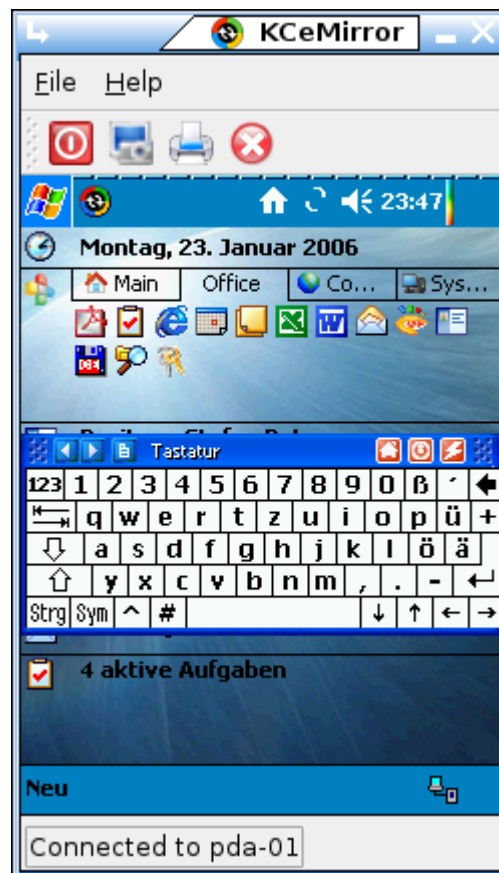 KCeMirror
File Help
23:47
Montag, 23. Januar 2006
Main Office Co... Sys...
Tastatur
123 1 2 3 4 5 6 7 8 9 0 ß ´
q w e r t z u i o p ü +
a s d f g h j k l ö ä
y x c v b n m , . -
Strg Sym ^ # ↓ ↑ ← →
4 aktive Aufgaben
Neu
Connected to pda-01